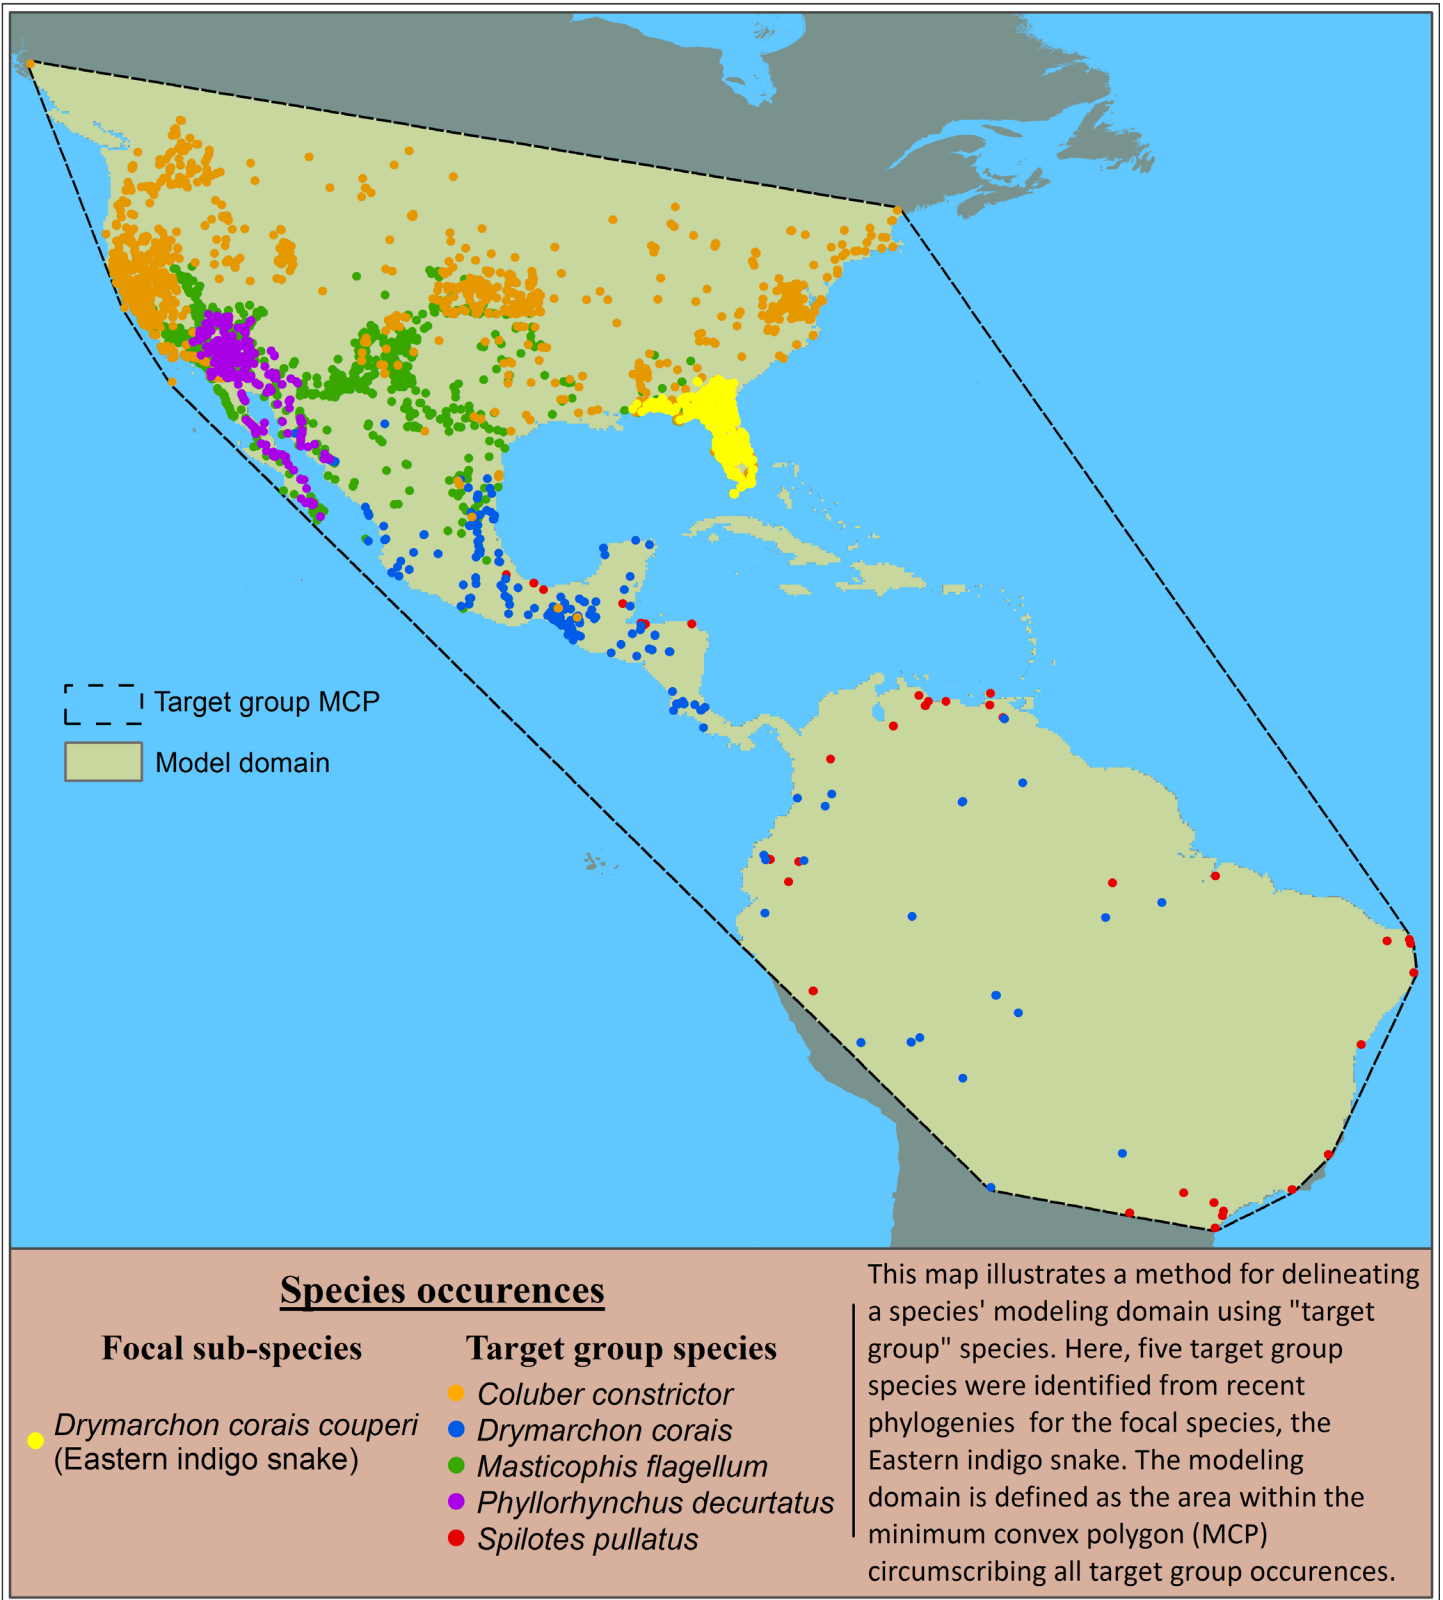 Target group MCP
Model domain
Species occurences
Focal sub-species
Drymarchon corais couperi
(Eastern indigo snake)
Target group species
Coluber constrictor
Drymarchon corais
Masticophis flagellum
Phyllorhynchus decurtatus
Spilotes pullatus
This map illustrates a method for delineating
a species' modeling domain using "target
group" species. Here, five target group
species were identified from recent
phylogenies for the focal species, the
Eastern indigo snake. The modeling
domain is defined as the area within the
minimum convex polygon (MCP)
circumscribing all target group occurences.